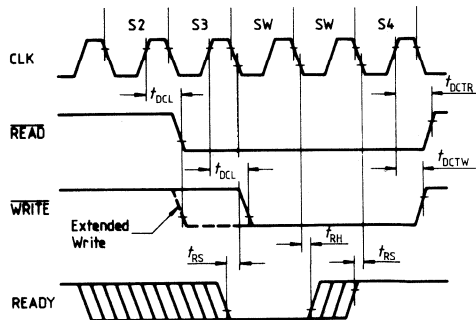 S2 S3 SW SW S4
CLK
tDCL
tDCTR
READ
tDCL
tDCTW
WRITE
Extended
Write
tRS
tRH
tRS
READY